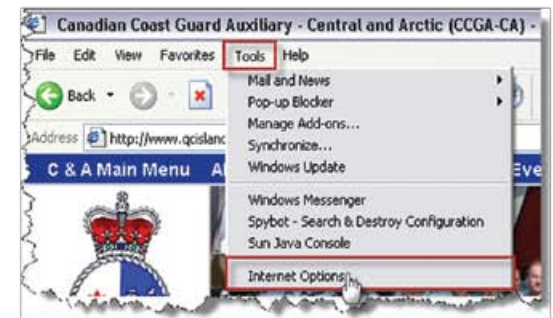 Canadian Coast Guard Auxiliary - Central and Arctic (CCGA-CA) -
File Edit View Favorites Tools Help
Back
Mail and News
Pop-up Blocker
Manage Add-ons...
Synchronize...
Windows Update
Address http://www.qcislanc
C & A Main Menu A Eve
Windows Messenger
Spybot - Search & Destroy Configuration
Sun Java Console
Internet Options...